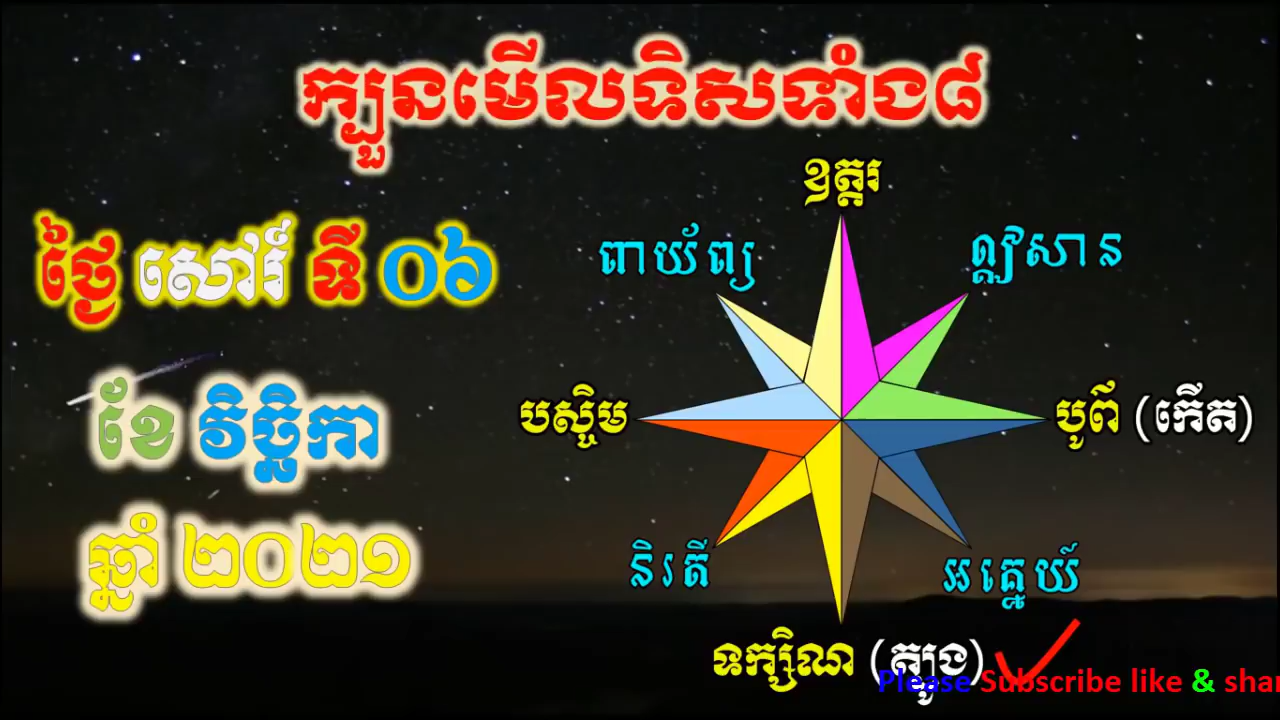 ក្បួនមើលទិសទាំង៨
ថ្ងៃ សៅរ៍ ទី ០៦
ខែ វិច្ឆិកា
ឆ្នាំ ២០២១
ឧត្តរ
ពាយ័ព្យ
ឦសាន
បស្ចិម
បូព៌ (កើត)
និរតី
អគ្នេយ៍
ទក្សិណ (ត្បូង)
Please Subscribe like & shar